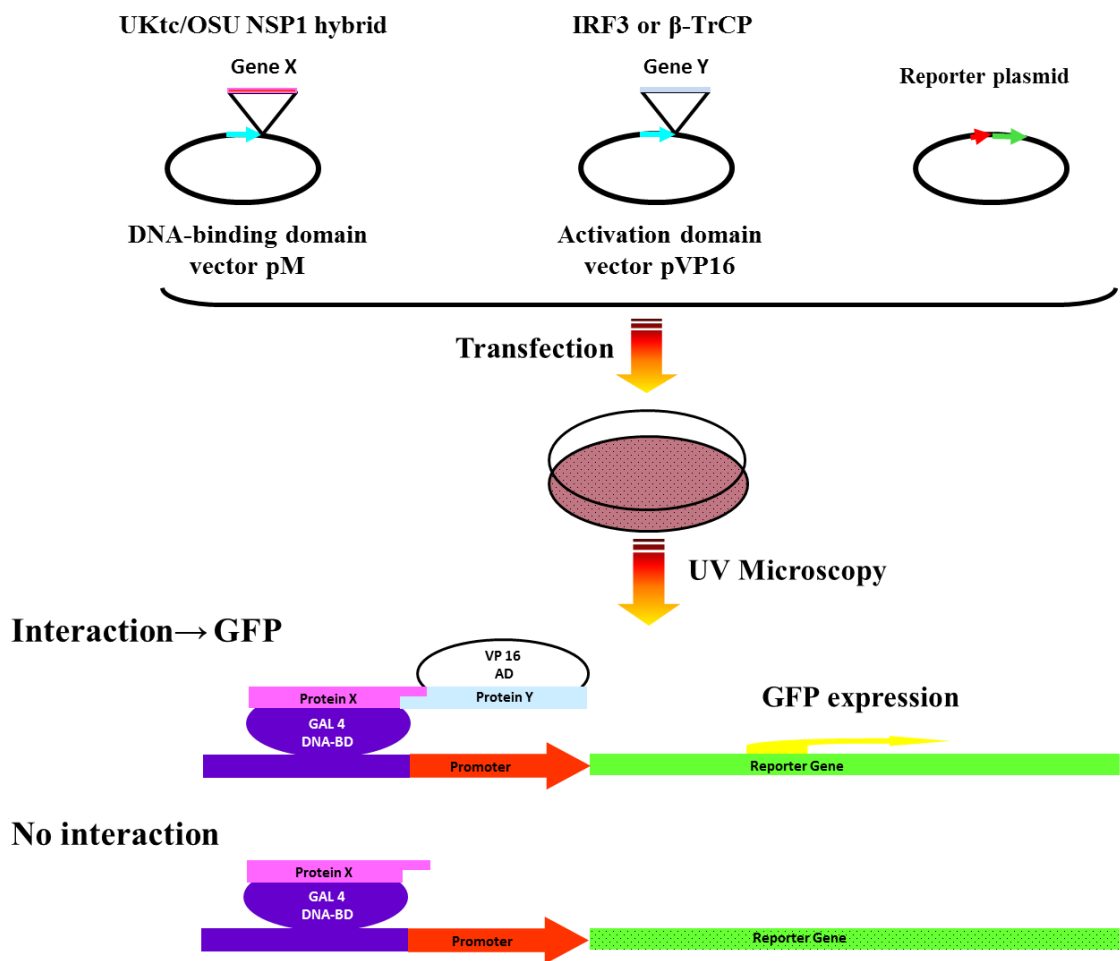 UKtc/OSU NSP1 hybrid
IRF3 or β-TrCP
Gene X
Gene Y
Reporter plasmid
DNA-binding domain
vector pM
Activation domain
vector pVP16
Transfection
UV Microscopy
Interaction→ GFP
VP 16
AD
Protein X
Protein Y
GFP expression
GAL 4
DNA-BD
Promoter
Reporter Gene
No interaction
Protein X
GAL 4
DNA-BD
Promoter
Reporter Gene